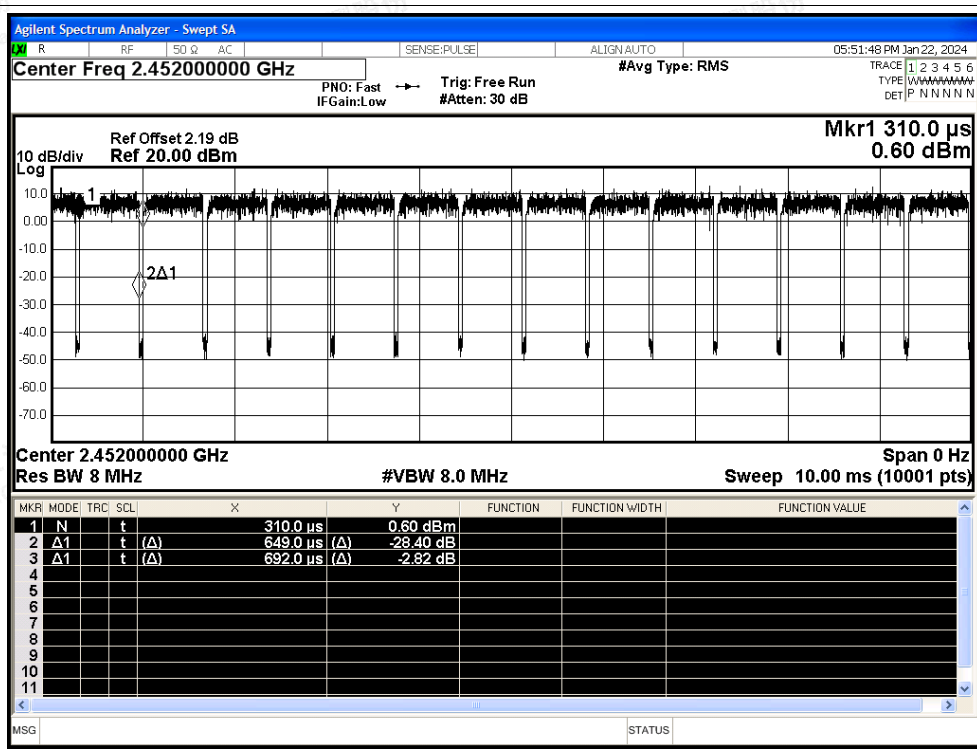 Agilent Spectrum Analyzer - Swept SA
LXI R RF 50 Ω AC SENSE:PULSE ALIGN AUTO 05:51:48 PM Jan 22, 2024
Center Freq 2.452000000 GHz #Avg Type: RMS TRACE 1 2 3 4 5 6
PNO: Fast Trig: Free Run TYPE W
IFGain:Low #Atten: 30 dB DET P N N N N N
Mkr1 310.0 µs
Ref Offset 2.19 dB
10 dB/div Ref 20.00 dBm 0.60 dBm
Log
10.0
1
0.00
-10.0
-20.0
2Δ1
-30.0
-40.0
-50.0
-60.0
-70.0
Center 2.452000000 GHz Span 0 Hz
Res BW 8 MHz #VBW 8.0 MHz Sweep 10.00 ms (10001 pts)
MKR MODE TRC SCL X Y FUNCTION FUNCTION WIDTH FUNCTION VALUE
1 N t 310.0 µs 0.60 dBm
2 Δ1 t (Δ) 649.0 µs (Δ) -28.40 dB
3 Δ1 t (Δ) 692.0 µs (Δ) -2.82 dB
4
5
6
7
8
9
10
11
MSG STATUS